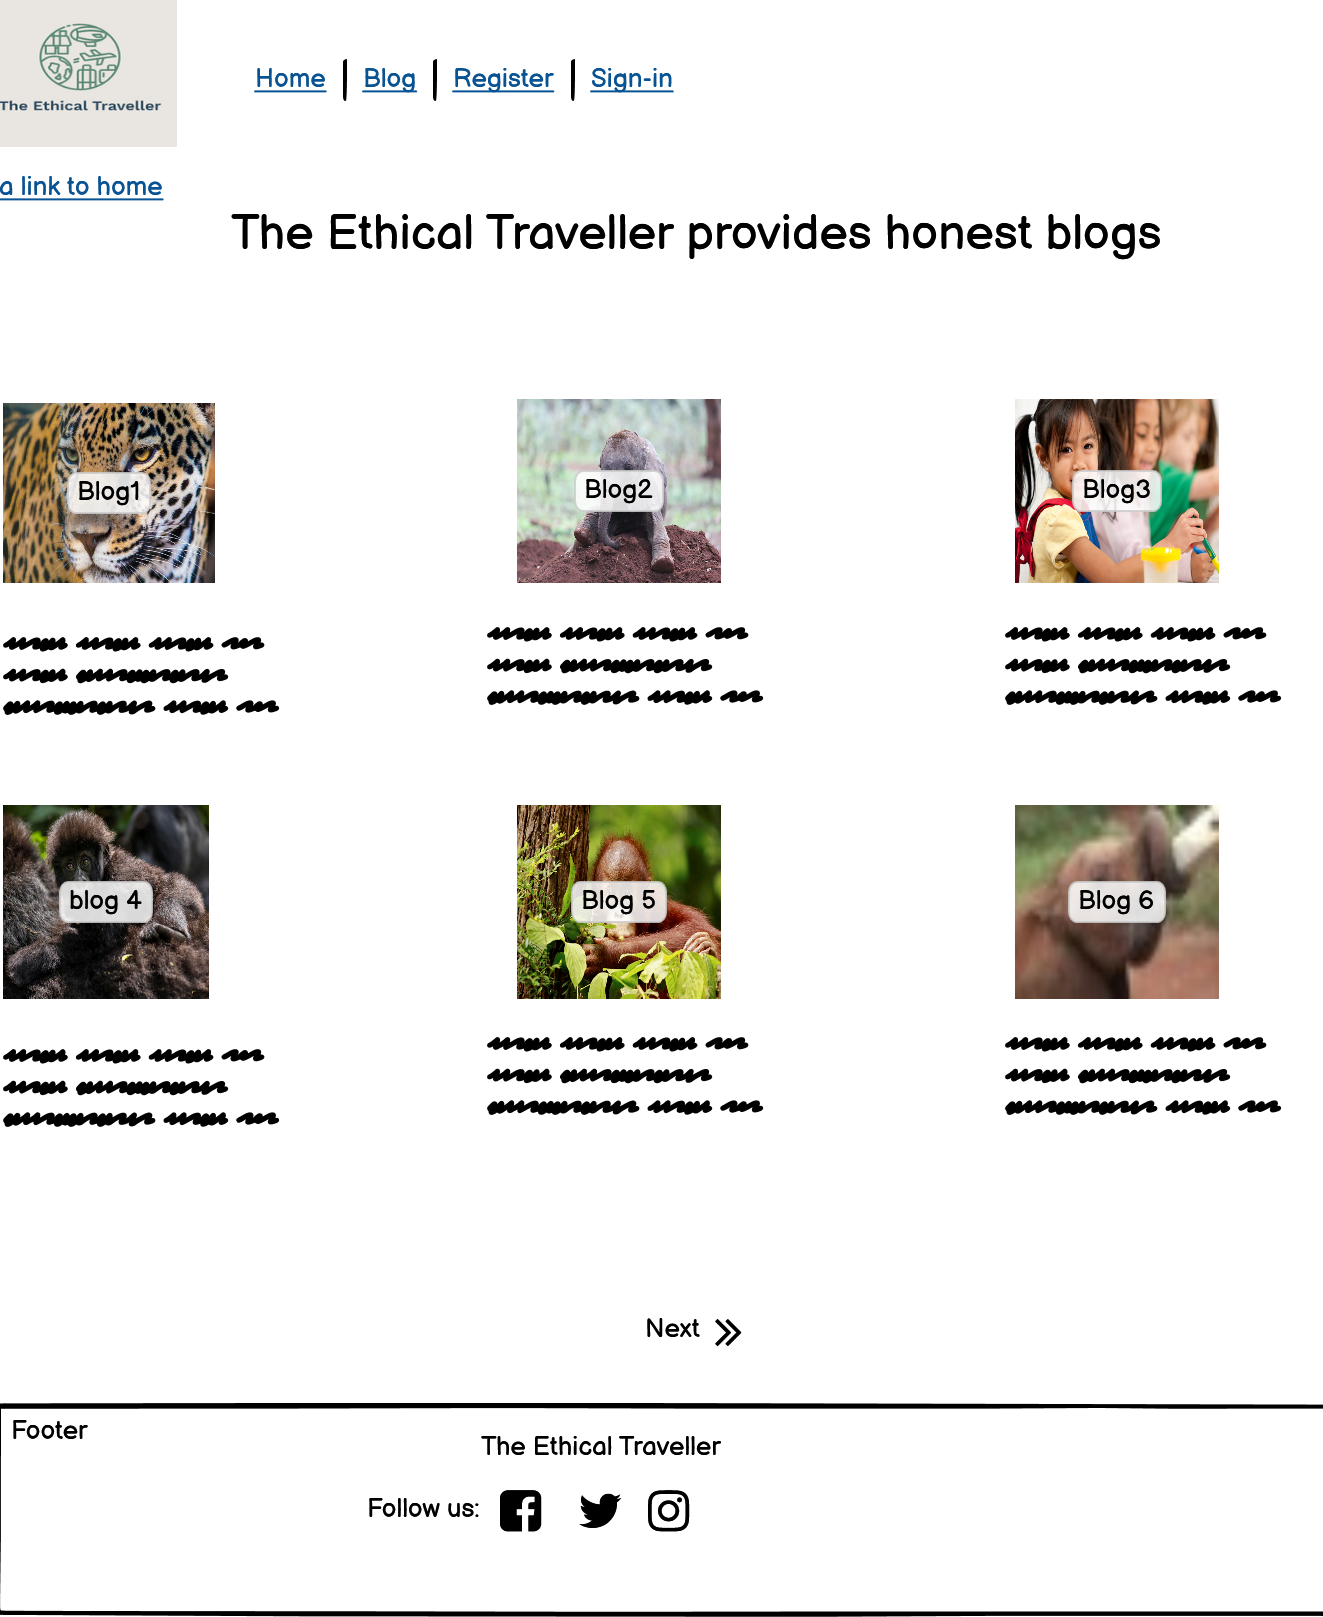 The Ethical Traveller
Home | Blog | Register | Sign-in
a link to home
The Ethical Traveller provides honest blogs
Blog1
Blog2
Blog3
blog 4
Blog 5
Blog 6
Next
Footer
The Ethical Traveller
Follow us: